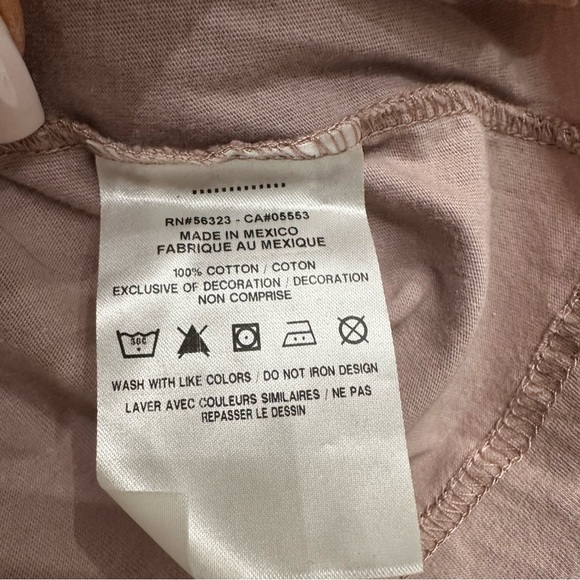 RN#56323 - CA#05553
MADE IN MEXICO
FABRIQUE AU MEXIQUE
100% COTTON / COTON
EXCLUSIVE OF DECORATION / DECORATION
NON COMPRISE
50C
WASH WITH LIKE COLORS / DO NOT IRON DESIGN
LAVER AVEC COULEURS SIMILAIRES / NE PAS
REPASSER LE DESSIN